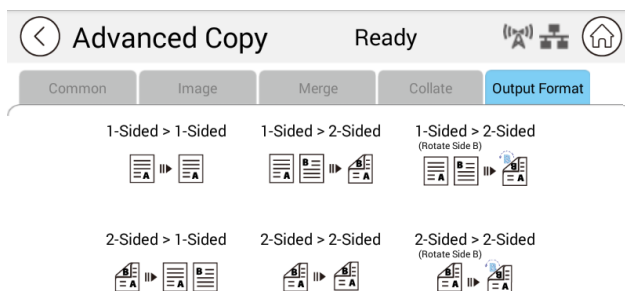 Advanced Copy Ready
Common Image Merge Collate Output Format
1-Sided > 1-Sided 1-Sided > 2-Sided 1-Sided > 2-Sided
(Rotate Side B)
A A A B B A A B B B A
2-Sided > 1-Sided 2-Sided > 2-Sided 2-Sided > 2-Sided
(Rotate Side B)
B A A B B A B A B A B B A